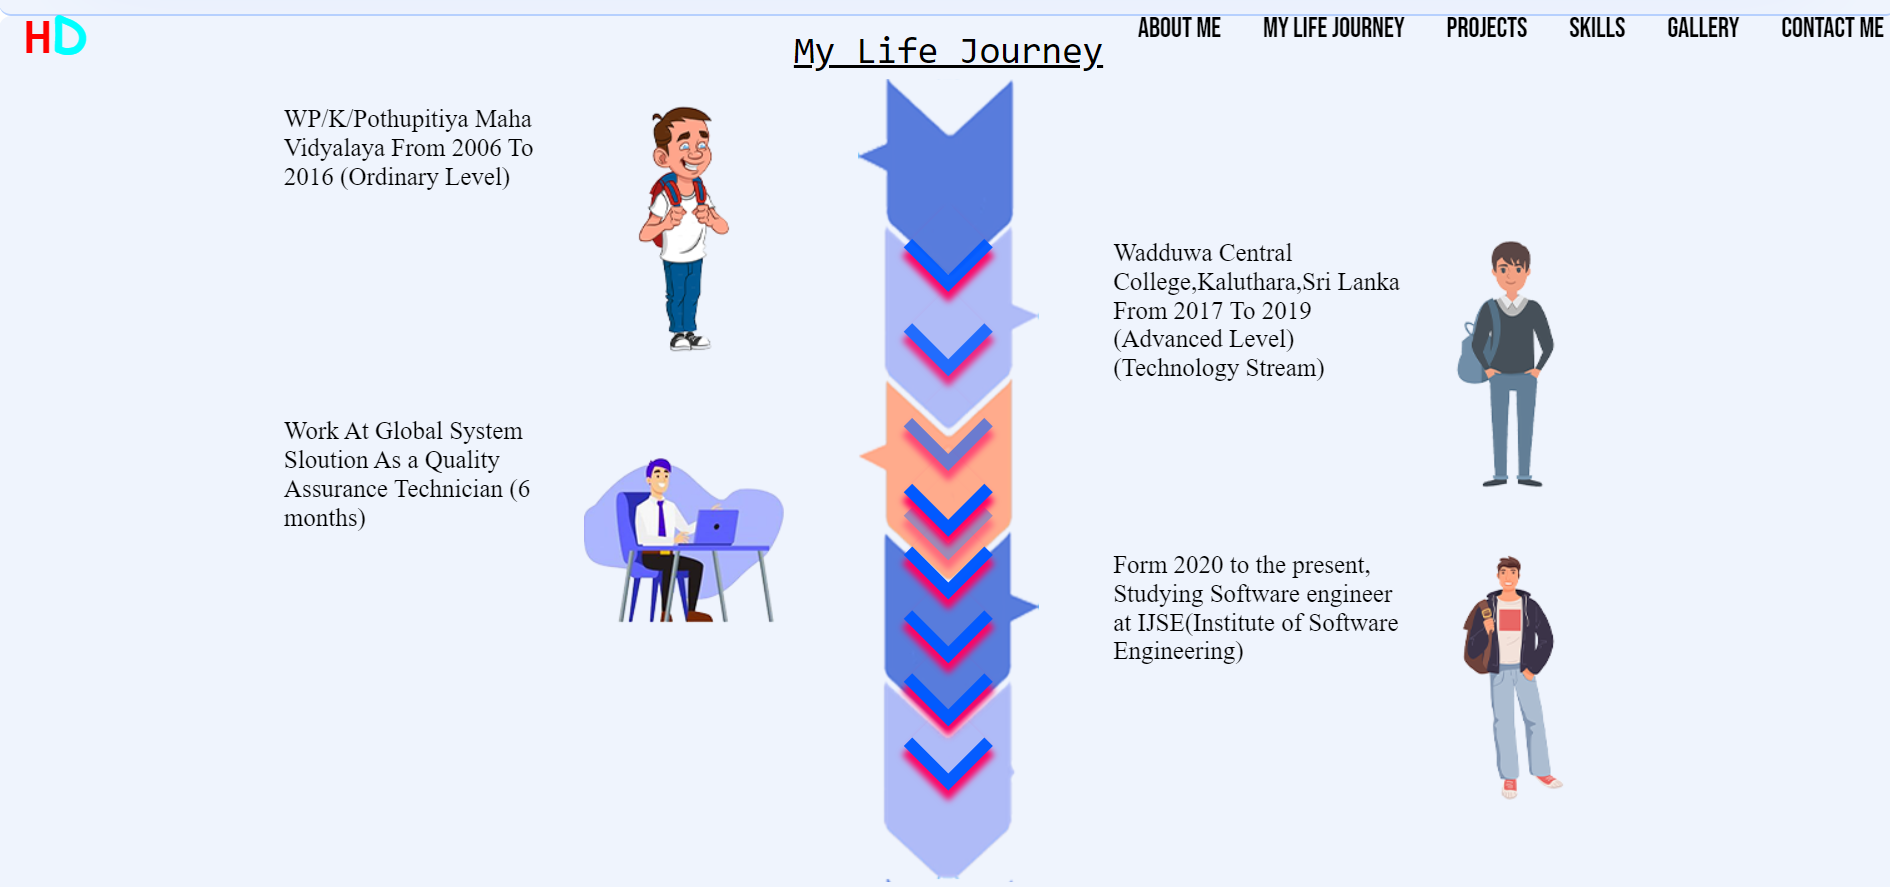 HD
ABOUT ME
MY LIFE JOURNEY
PROJECTS
SKILLS
GALLERY
CONTACT ME
My Life Journey
WP/K/Pothupitiya Maha
Vidyalaya From 2006 To
2016 (Ordinary Level)
Wadduwa Central
College,Kaluthara,Sri Lanka
From 2017 To 2019
(Advanced Level)
(Technology Stream)
Work At Global System
Sloution As a Quality
Assurance Technician (6
months)
Form 2020 to the present,
Studying Software engineer
at IJSE(Institute of Software
Engineering)